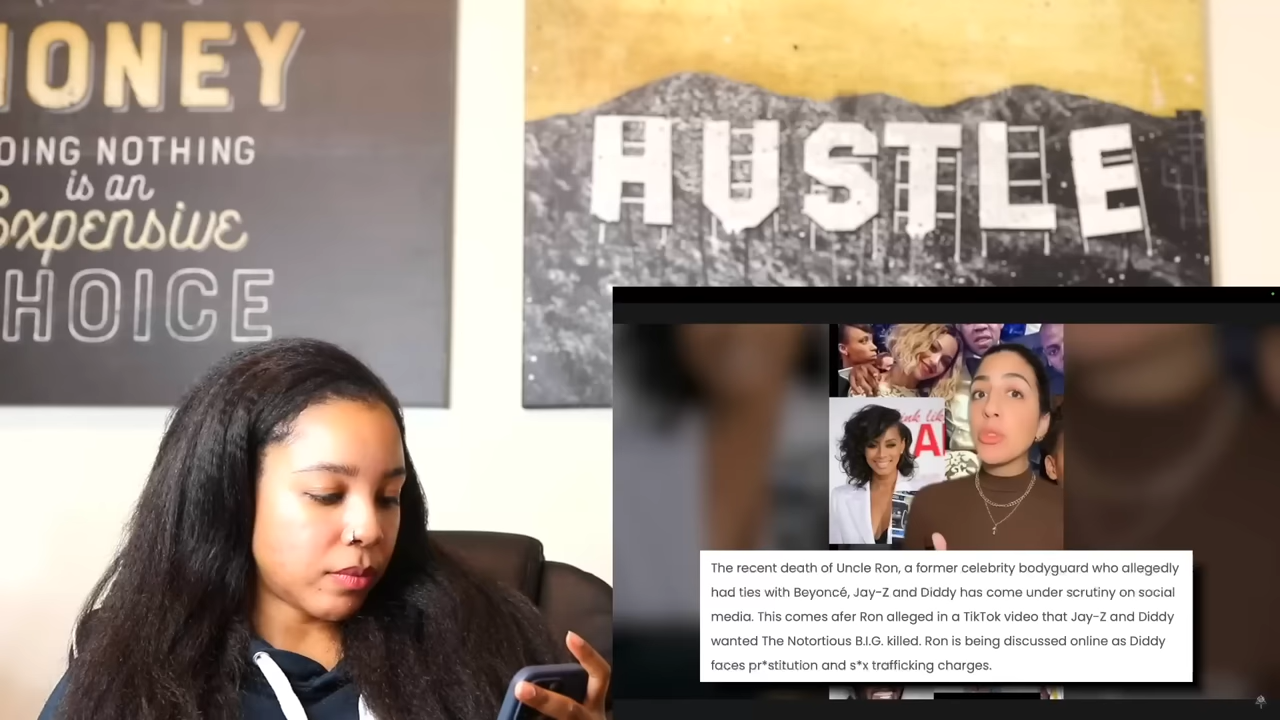 MONEY
DOING NOTHING
is an
Expensive
CHOICE
HUSTLE
The recent death of Uncle Ron, a former celebrity bodyguard who allegedly
had ties with Beyoncé, Jay-Z and Diddy has come under scrutiny on social
media. This comes afer Ron alleged in a TikTok video that Jay-Z and Diddy
wanted The Notortious B.I.G. killed. Ron is being discussed online as Diddy
faces pr*stitution and s*x trafficking charges.